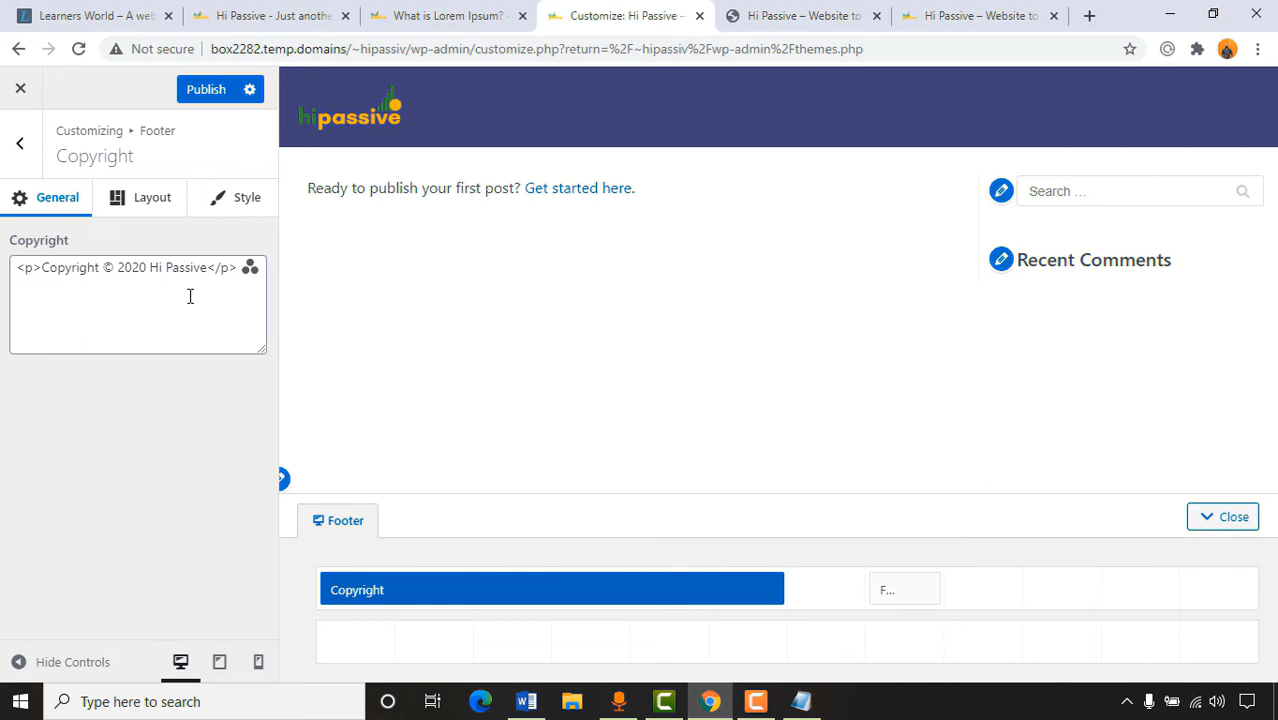 Learners World – A web
Hi Passive - Just anothe
What is Lorem Ipsum? -
Customize: Hi Passive –
Hi Passive – Website to
Hi Passive – Website to
Not secure
box2282.temp.domains/~hipassiv/wp-admin/customize.php?return=%2F~hipassiv%2Fwp-admin%2Fthemes.php
Publish
Customizing ▸ Footer
Copyright
General
Layout
Style
Copyright
<p>Copyright © 2020 Hi Passive</p>
Hide Controls
hipassive
Ready to publish your first post? Get started here.
Search …
Recent Comments
Footer
Close
Copyright
F...
Type here to search